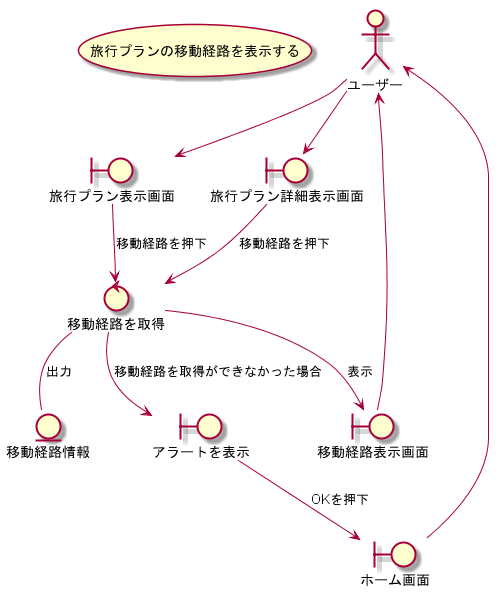 旅行プランの移動経路を表示する
ユーザー
旅行プラン表示画面
旅行プラン詳細表示画面
移動経路を押下
移動経路を押下
移動経路を取得
出力
移動経路を取得ができなかった場合
表示
移動経路情報
アラートを表示
移動経路表示画面
OKを押下
ホーム画面